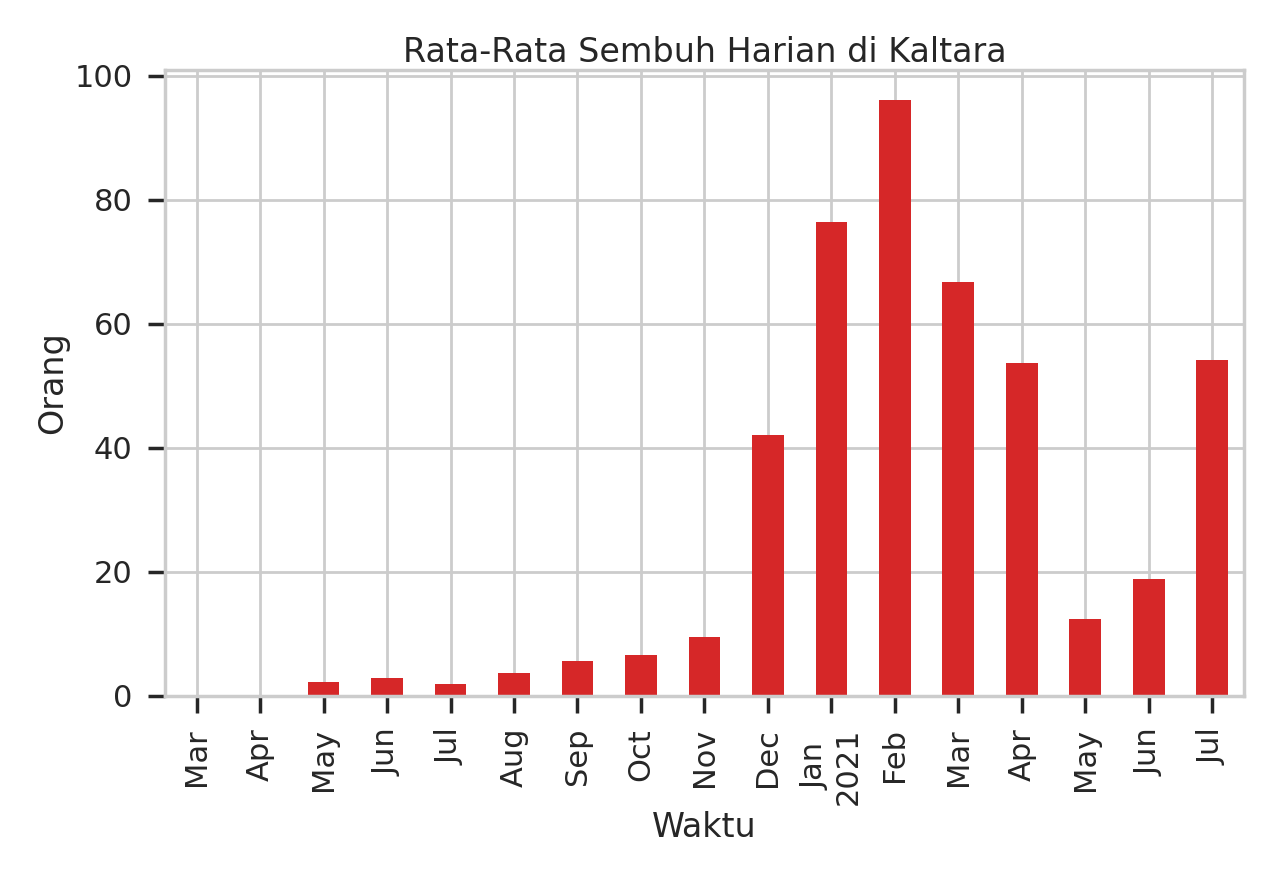 Rata-Rata Sembuh Harian di Kaltara
100
80
60
40
20
0
Orang
Mar
Apr
May
Jun
Jul
Aug
Sep
Oct
Nov
Dec
Jan
2021
Feb
Mar
Apr
May
Jun
Jul
Waktu